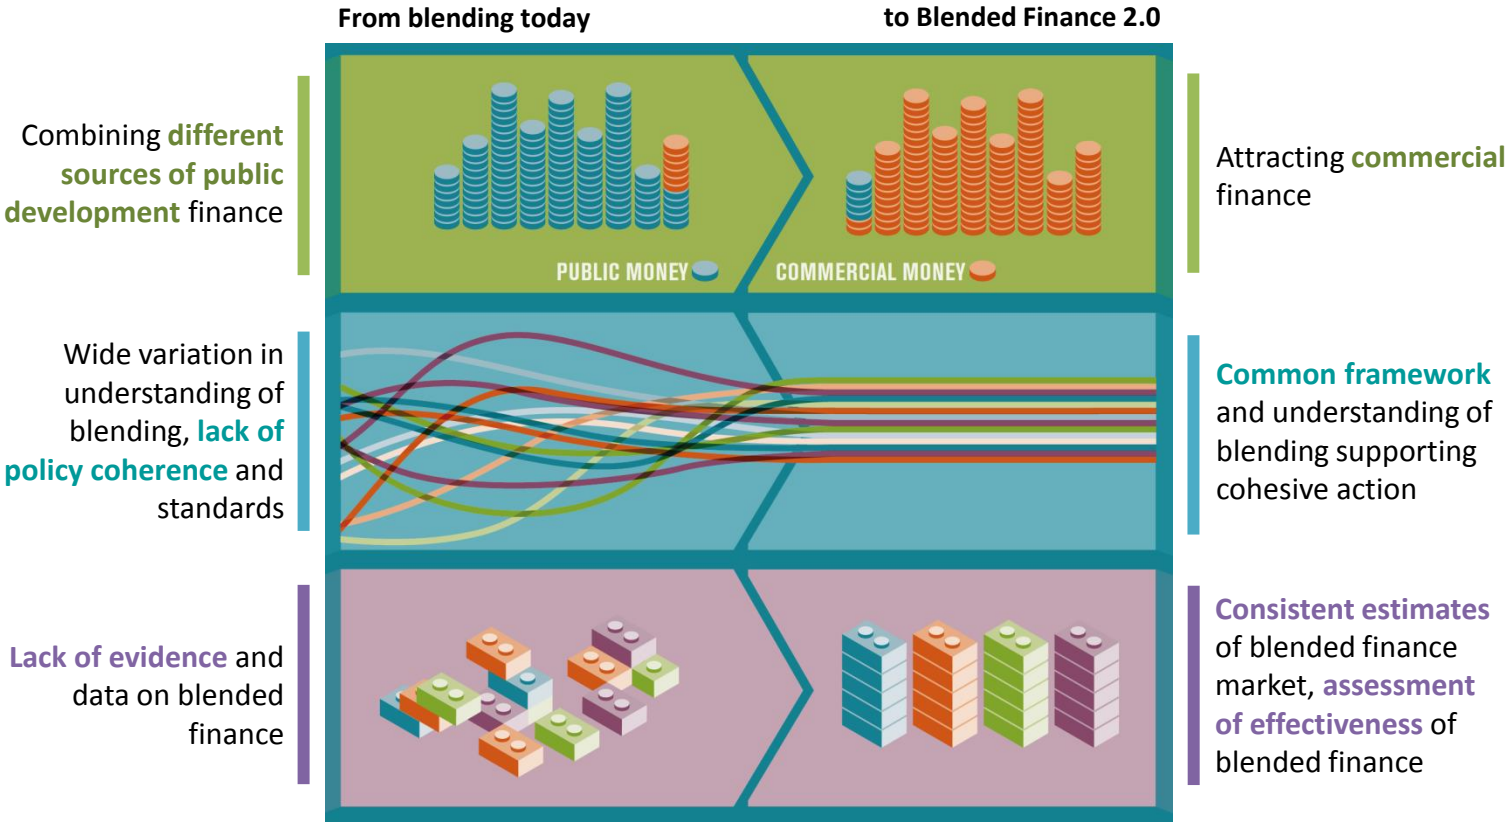 From blending today
to Blended Finance 2.0
Combining different
sources of public
development finance
PUBLIC MONEY
COMMERCIAL MONEY
Attracting commercial
finance
Wide variation in
understanding of
blending, lack of
policy coherence and
standards
Common framework
and understanding of
blending supporting
cohesive action
Lack of evidence and
data on blended
finance
Consistent estimates
of blended finance
market, assessment
of effectiveness of
blended finance